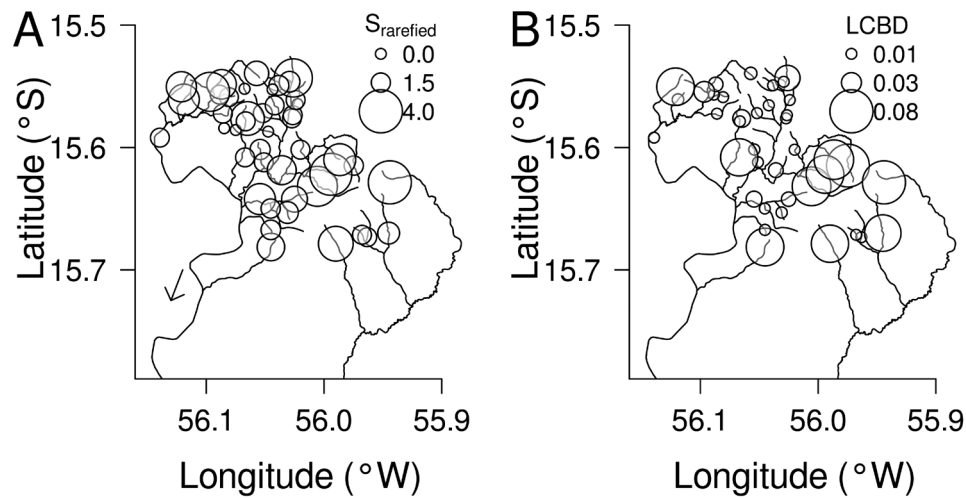 A
S rarefied
0.0
1.5
4.0
15.5
15.6
15.7
Latitude (°S)
56.1 56.0 55.9
Longitude (°W)
B
LCBD
0.01
0.03
0.08
15.5
15.6
15.7
Latitude (°S)
56.1 56.0 55.9
Longitude (°W)